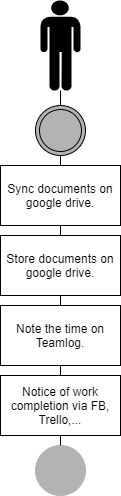 Sync documents on
google drive.
Store documents on
google drive.
Note the time on
Teamlog.
Notice of work
completion via FB,
Trello,...